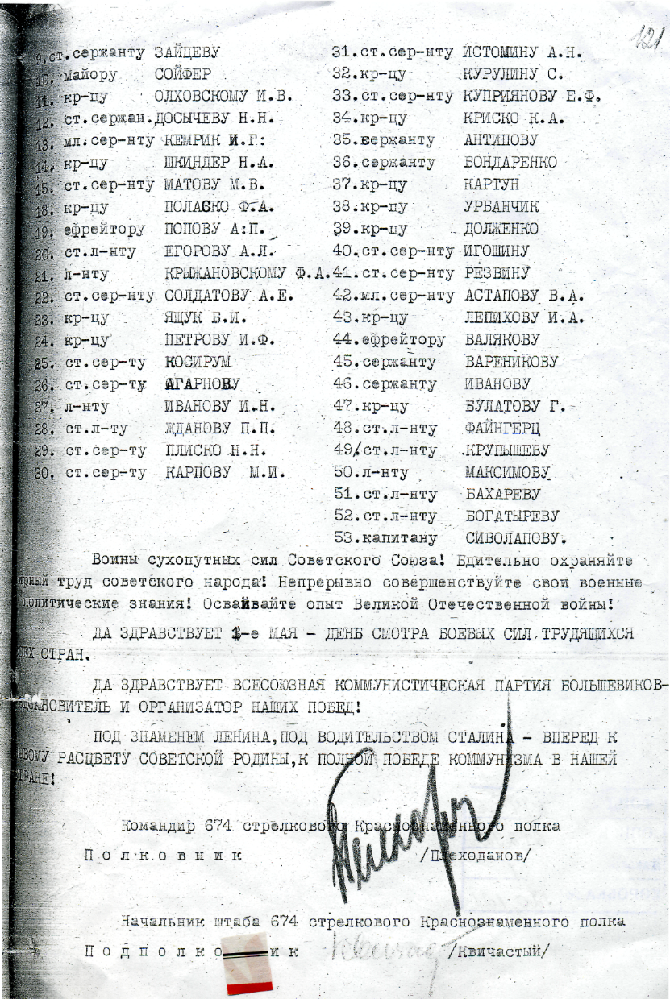 121
9.ст.сержанту ЗАЙЦЕВУ
10. майору СОЙФЕР
11. кр-цу ОЛХОВСКОМУ И.В.
12. ст.сержан.ДОСЫЧЕВУ Н.Н.
13. мл.сер-нту КЕМРИК И.Г:
14. кр-цу ШКИНДЕР Н.А.
15. ст.сер-нту МАТОВУ М.В.
18. кр-цу ПОЛАСКО Ф.А.
19. ефрейтору ПОПОВУ А:П.
20. ст.л-нту ЕГОРОВУ А.Л.
21. л-нту КРЫЖАНОВСКОМУ Ф.А.
22. ст.сер-нту СОЛДАТОВУ А.Е.
23. кр-цу ЯЩУК Б.И.
24. кр-цу ПЕТРОВУ И.Ф.
25. ст.сер-ту КОСИРУМ
26. ст.сер-ту АГАРНОВУ
27. л-нту ИВАНОВУ И.Н.
28. ст.л-ту ЖДАНОВУ П.П.
29. ст.сер-ту ПЛИСКО Н.Н.
30. ст.сер-ту КАРПОВУ М.И.
31.ст.сер-нту ИСТОМИНУ А.Н.
32.кр-цу КУРУЛИНУ С.
33.ст.сер-нту КУПРИЯНОВУ Е.Ф.
34.кр-цу КРИСКО К.А.
35.вержанту АНТИПОВУ
36.сержанту БОНДАРЕНКО
37.кр-цу КАРТУН
38.кр-цу УРБАНЧИК
39.кр-цу ДОЛЖЕНКО
40.ст.сер-нту ИГОШИНУ
41.ст.сер-нту РЕЗВИНУ
42.мл.сер-нту АСТАПОВУ В.А.
43.кр-цу ЛЕПИХОВУ И.А.
44.ефрейтору ВАЛЯКОВУ
45.сержанту ВАРЕНИКОВУ
46.сержанту ИВАНОВУ
47.кр-цу БУЛАТОВУ Г.
48.ст.л-нту ФАЙНГЕРЦ
49/ст.л-нту КРУПЫШЕВУ
50.л-нту МАКСИМОВУ
51.ст.л-нту БАХАРЕВУ
52.ст.л-нту БОГАТЫРЕВУ
53.капитану СИВОЛАПОВУ.
Воины сухопутных сил Советского Союза! Бдительно охраняйте
ирный труд советского народа! Непрерывно совершенствуйте свои военные
политические знания! Осваивайте опыт Великой Отечественной войны!
ДА ЗДРАВСТВУЕТ 1-е МАЯ - ДЕНЬ СМОТРА БОЕВЫХ СИЛ ТРУДЯЩИХСЯ
СЕХ СТРАН.
ДА ЗДРАВСТВУЕТ ВСЕСОЮЗНАЯ КОММУНИСТИЧЕСКАЯ ПАРТИЯ БОЛЬШЕВИКОВ-
ВДОХНОВИТЕЛЬ И ОРГАНИЗАТОР НАШИХ ПОБЕД!
ПОД ЗНАМЕНЕМ ЛЕНИНА,ПОД ВОДИТЕЛЬСТВОМ СТАЛИНА - ВПЕРЕД К
ОВОМУ РАСЦВЕТУ СОВЕТСКОЙ РОДИНЫ,К ПОЛНОЙ ПОБЕДЕ КОММУНИЗМА В НАШЕЙ
ТРАНЕ!
Командир 674 стрелкового Краснознаменного полка
П о л к о в н и к /Плеходанов/
Начальник штаба 674 стрелкового Краснознаменного полка
П о д п о л к о и к /Квичастый/